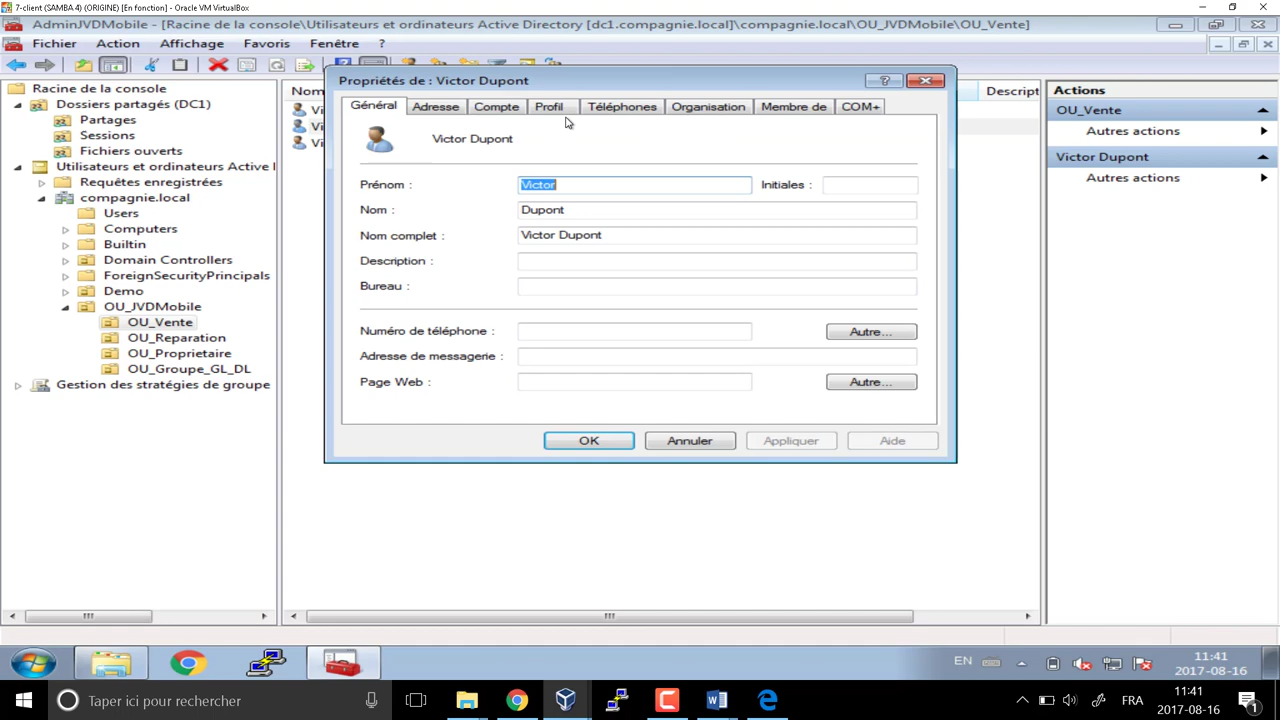 7-client (SAMBA 4) (ORIGINE) [En fonction] - Oracle VM VirtualBox
AdminJVDMobile - [Racine de la console\Utilisateurs et ordinateurs Active Directory [dc1.compagnie.local]\compagnie.local\OU_JVDMobile\OU_Vente]
Fichier Action Affichage Favoris Fenêtre ?
Racine de la console
Dossiers partagés (DC1)
Partages
Sessions
Fichiers ouverts
Utilisateurs et ordinateurs Active I
Requêtes enregistrées
compagnie.local
Users
Computers
Builtin
Domain Controllers
ForeignSecurityPrincipals
Demo
OU_JVDMobile
OU_Vente
OU_Reparation
OU_Proprietaire
OU_Groupe_GL_DL
Gestion des stratégies de groupe
Nom
Vi
Vi
Vi
Descript
Propriétés de : Victor Dupont
?
Général Adresse Compte Profil Téléphones Organisation Membre de COM+
Victor Dupont
Prénom : Victor Initiales :
Nom : Dupont
Nom complet : Victor Dupont
Description :
Bureau :
Numéro de téléphone : Autre...
Adresse de messagerie :
Page Web : Autre...
OK Annuler Appliquer Aide
Actions
OU_Vente
Autres actions
Victor Dupont
Autres actions
EN
11:41
2017-08-16
Taper ici pour rechercher
FRA
11:41
2017-08-16
1